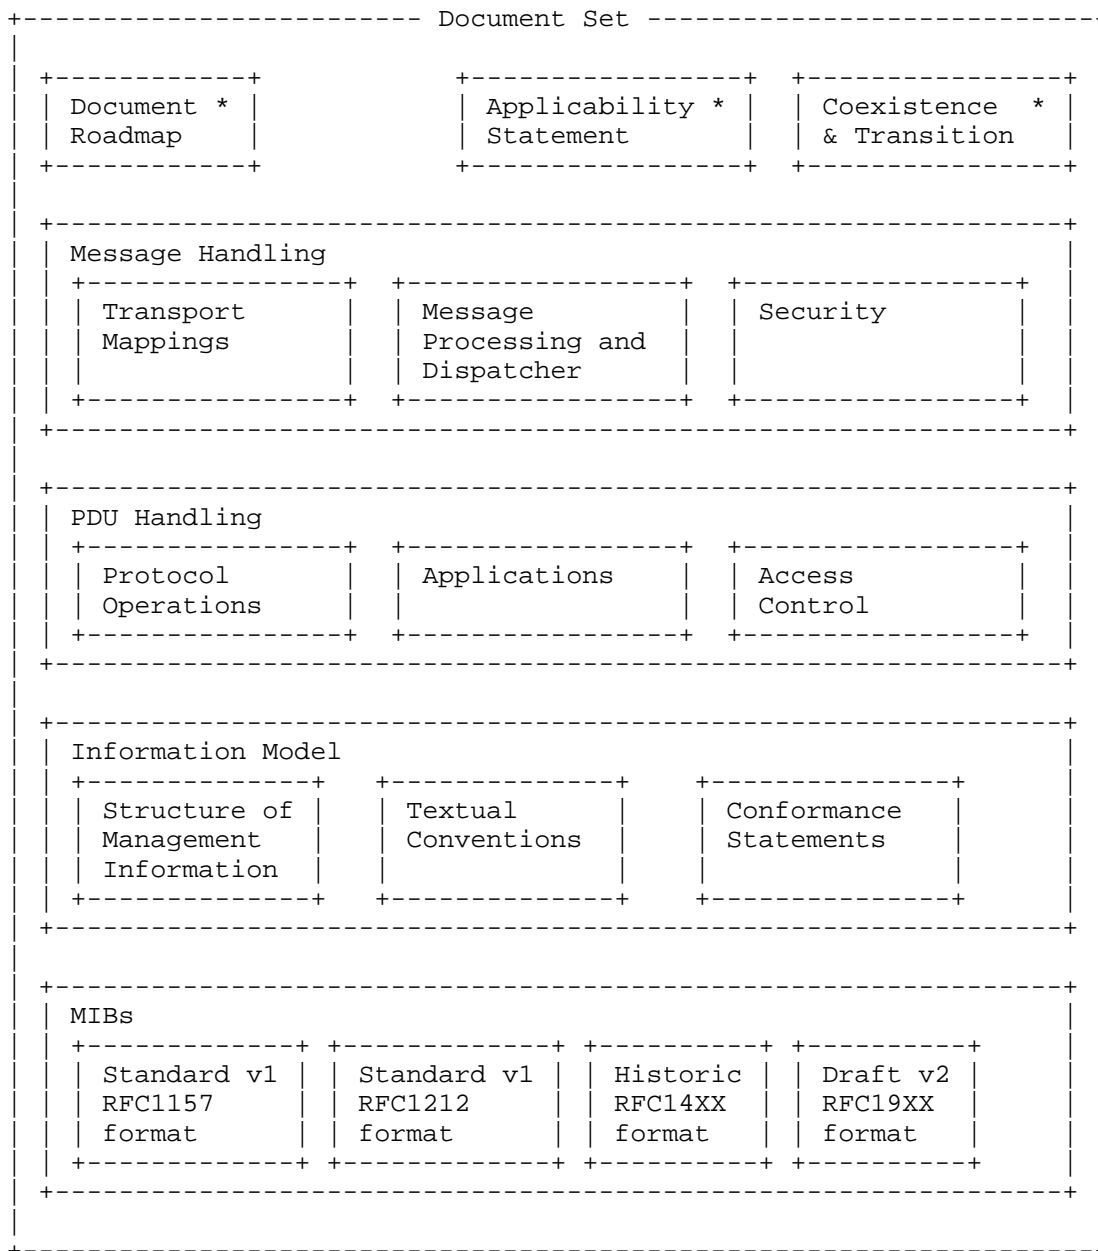 Document Set
Document * Applicability * Coexistence *
Roadmap Statement & Transition
Message Handling
Transport Message Security
Mappings Processing and
Dispatcher
PDU Handling
Protocol Applications Access
Operations Control
Information Model
Structure of Textual Conformance
Management Conventions Statements
Information
MIBs
Standard v1 Standard v1 Historic Draft v2
RFC1157 RFC1212 RFC14XX RFC19XX
format format format format